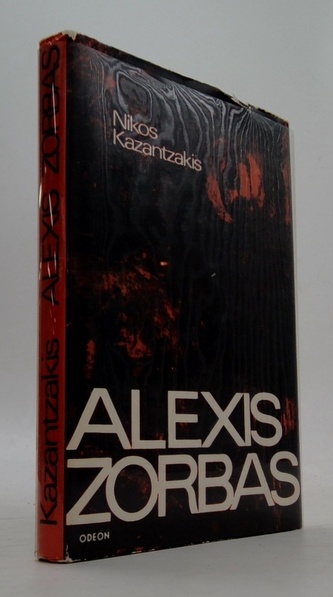 Nikos
Kazantzakis
ALEXIS
ZORBAS
ODEON
Kazantzakis ALEXIS ZORBAS